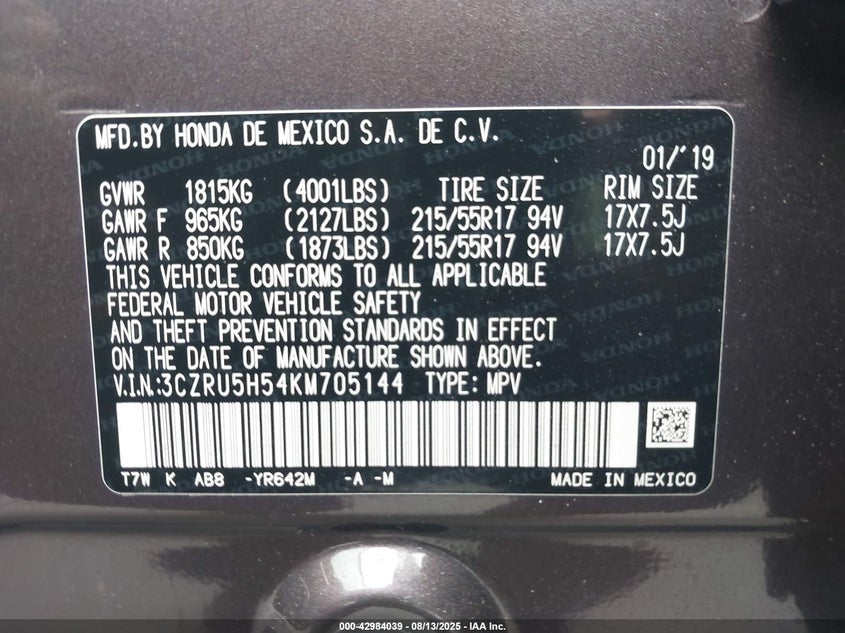 MFD.BY HONDA DE MEXICO S.A. DE C.V.
01/'19
GVWR 1815KG (4001LBS) TIRE SIZE RIM SIZE
GAWR F 965KG (2127LBS) 215/55R17 94V 17X7.5J
GAWR R 850KG (1873LBS) 215/55R17 94V 17X7.5J
THIS VEHICLE CONFORMS TO ALL APPLICABLE
FEDERAL MOTOR VEHICLE SAFETY
AND THEFT PREVENTION STANDARDS IN EFFECT
ON THE DATE OF MANUFACTURE SHOWN ABOVE.
V.I.N:3CZRU5H54KM705144 TYPE: MPV
T7W K AB8 -YR642M -A -M MADE IN MEXICO
000-42984039 - 08/13/2025 - IAA Inc.